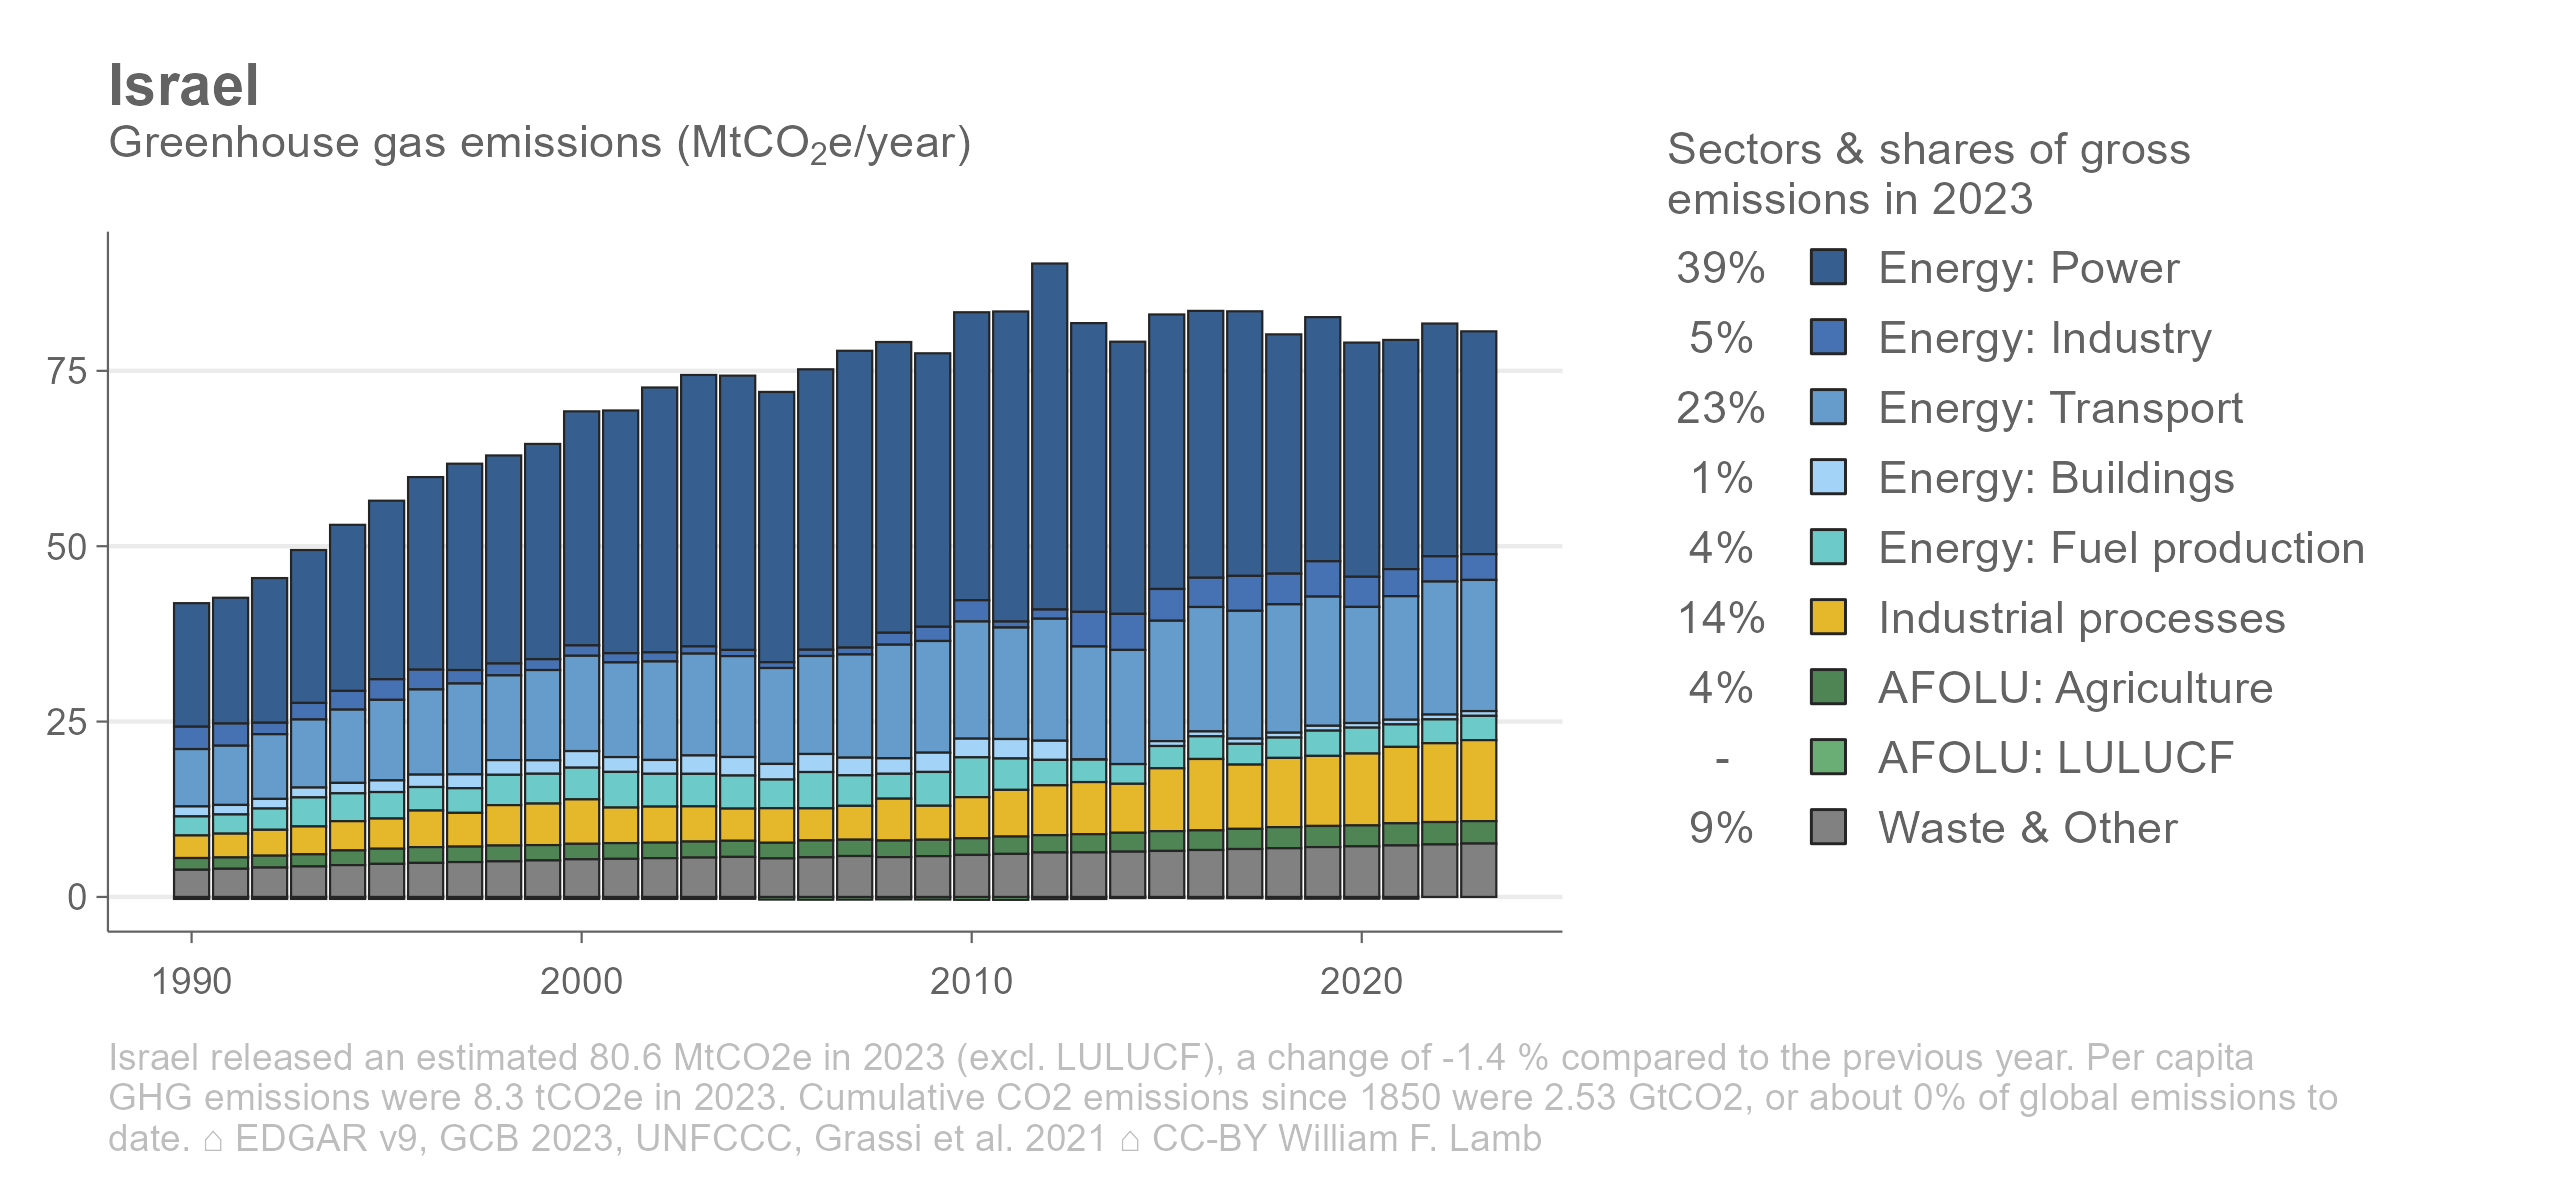 Israel
Greenhouse gas emissions (MtCO₂e/year)
75
50
25
0
1990
2000
2010
2020
Sectors & shares of gross
emissions in 2023
39% Energy: Power
5% Energy: Industry
23% Energy: Transport
1% Energy: Buildings
4% Energy: Fuel production
14% Industrial processes
4% AFOLU: Agriculture
- AFOLU: LULUCF
9% Waste & Other
Israel released an estimated 80.6 MtCO2e in 2023 (excl. LULUCF), a change of -1.4 % compared to the previous year. Per capita
GHG emissions were 8.3 tCO2e in 2023. Cumulative CO2 emissions since 1850 were 2.53 GtCO2, or about 0% of global emissions to
date. ⌂ EDGAR v9, GCB 2023, UNFCCC, Grassi et al. 2021 ⌂ CC-BY William F. Lamb